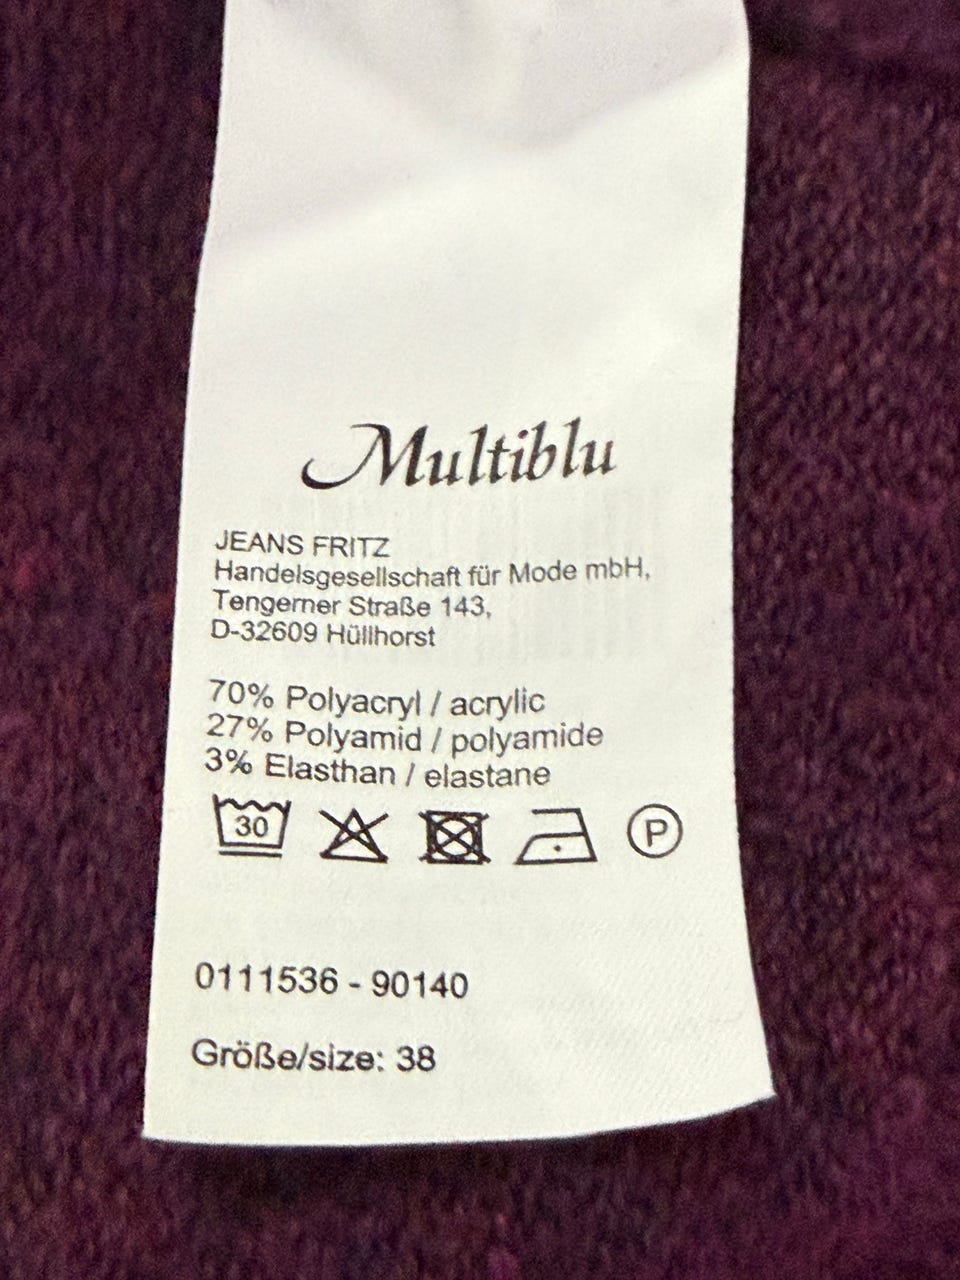 Multiblu
JEANS FRITZ
Handelsgesellschaft für Mode mbH,
Tengerner Straße 143,
D-32609 Hüllhorst
70% Polyacryl / acrylic
27% Polyamid / polyamide
3% Elasthan / elastane
30 P
0111536 - 90140
Größe/size: 38